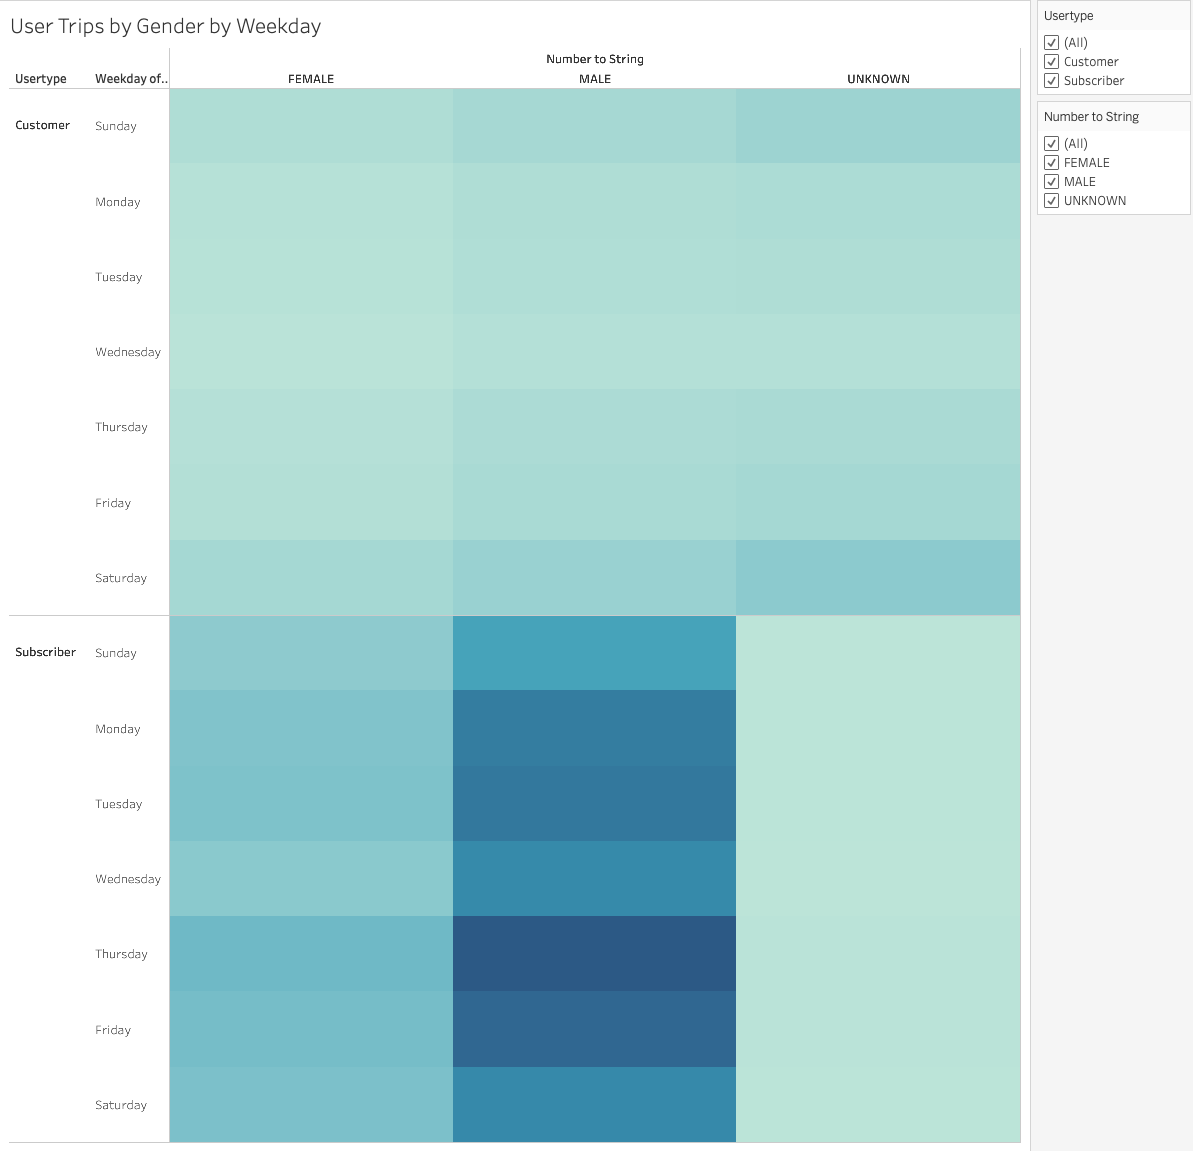 User Trips by Gender by Weekday
Number to String
Usertype Weekday of.. FEMALE MALE UNKNOWN
Customer Sunday
Monday
Tuesday
Wednesday
Thursday
Friday
Saturday
Subscriber Sunday
Monday
Tuesday
Wednesday
Thursday
Friday
Saturday
Usertype
(All)
Customer
Subscriber
Number to String
(All)
FEMALE
MALE
UNKNOWN